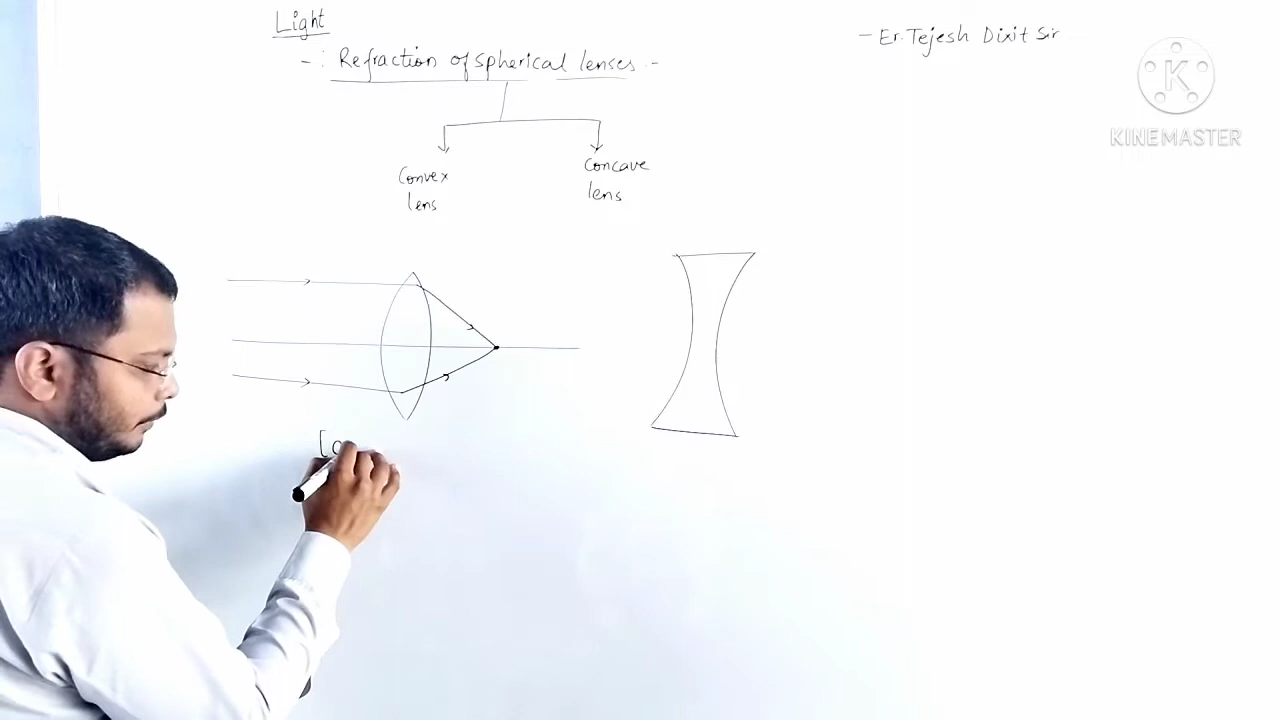 Light
- Er. Tejesh Dixit Sir
-: Refraction of spherical lenses :-
K
KINEMASTER
Convex
lens
Concave
lens
[c